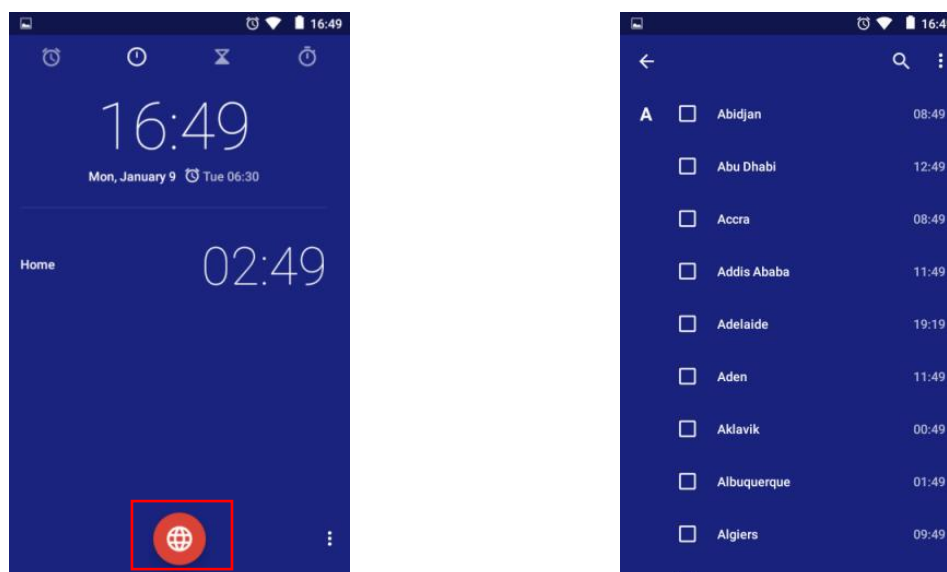 16:49
16:49
Mon, January 9 Tue 06:30
Home 02:49
16:4
A Abidjan 08:49
Abu Dhabi 12:49
Accra 08:49
Addis Ababa 11:49
Adelaide 19:19
Aden 11:49
Aklavik 00:49
Albuquerque 01:49
Algiers 09:49